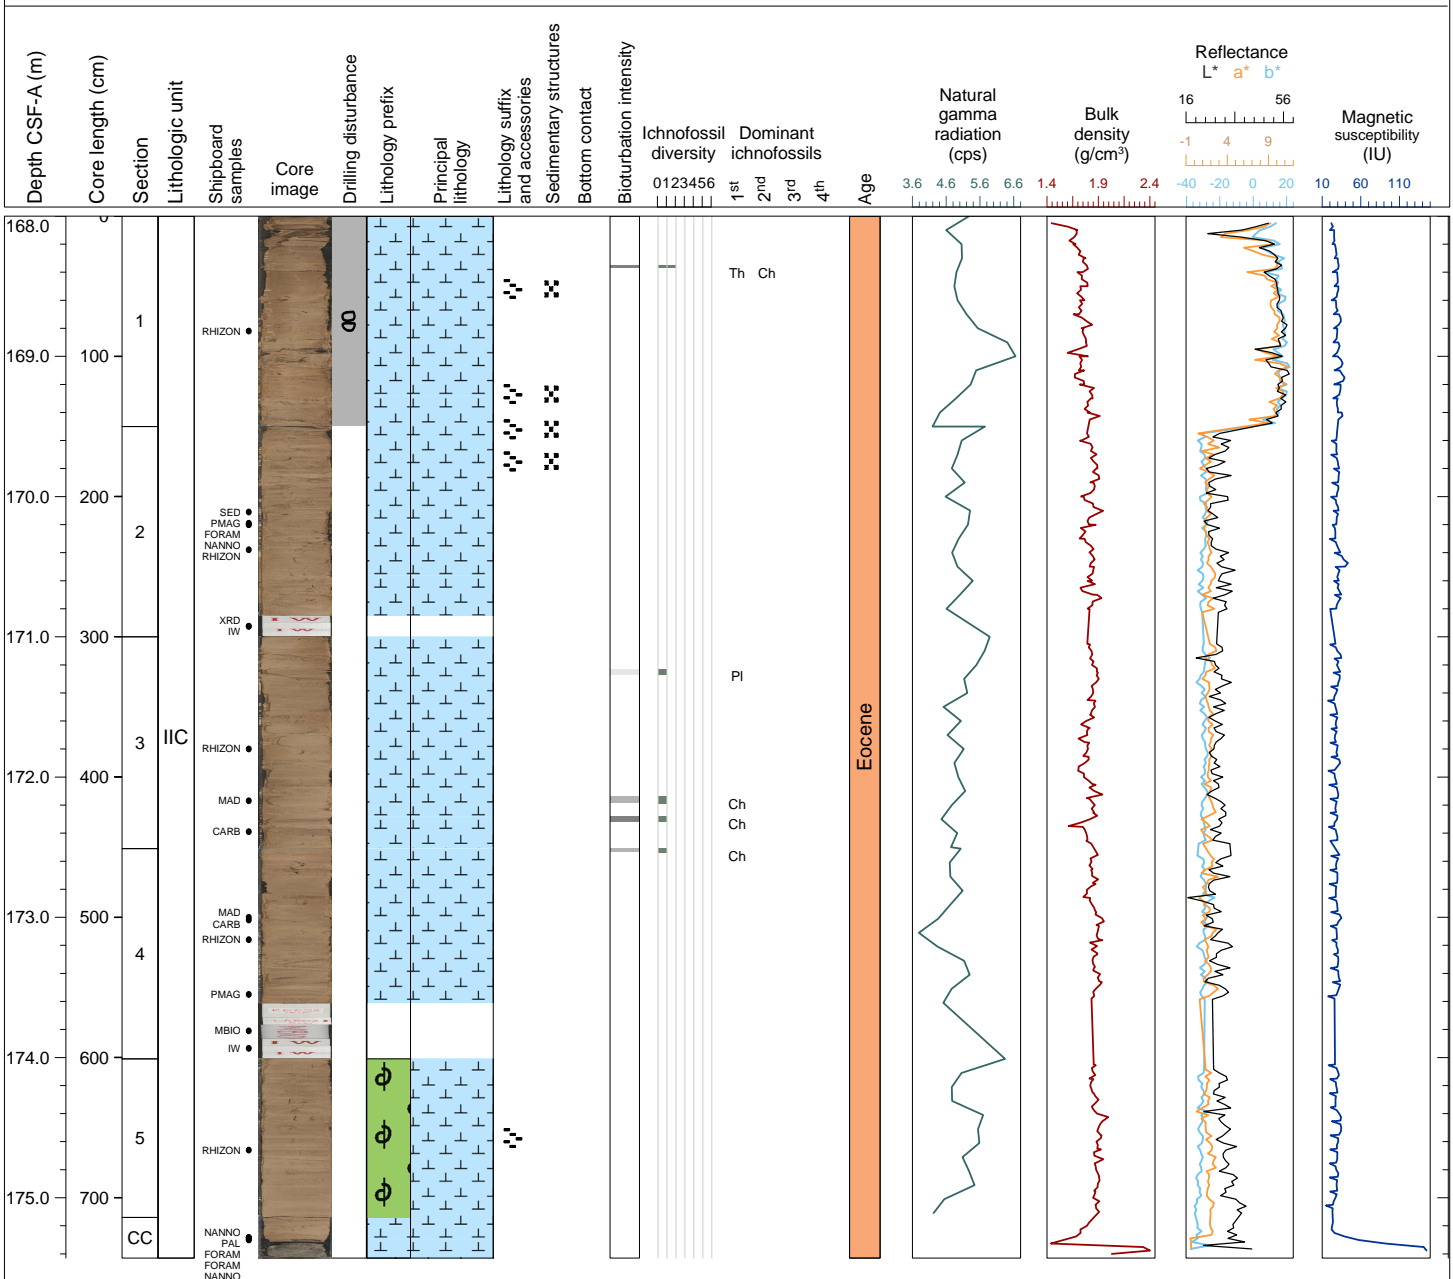 Depth CSF-A (m)
Core length (cm)
Section
Lithologic unit
Shipboard
samples
Core
image
Drilling disturbance
Lithology prefix
Principal
lithology
Lithology suffix
and accessories
Sedimentary structures
Bottom contact
Bioturbation intensity
Ichnofossil
diversity
0123456
Dominant
ichnofossils
1st 2nd 3rd 4th
Age
Natural
gamma
radiation
(cps)
3.6 4.6 5.6 6.6
Bulk
density
(g/cm³)
1.4 1.9 2.4
Reflectance
L* a* b*
16 56
-1 4 9
-40 -20 0 20
Magnetic
susceptibility
(IU)
10 60 110
168.0
0
Th Ch
1
RHIZON
169.0
100
170.0
200
SED
PMAG
FORAM
NANNO
RHIZON
2
XRD
IW
171.0
300
Pl
IIC
3
RHIZON
Eocene
172.0
400
MAD
Ch
CARB
Ch
Ch
173.0
500
MAD
CARB
RHIZON
4
PMAG
MBIO
IW
174.0
600
5
RHIZON
175.0
700
CC
NANNO
PAL
FORAM
FORAM
NANNO